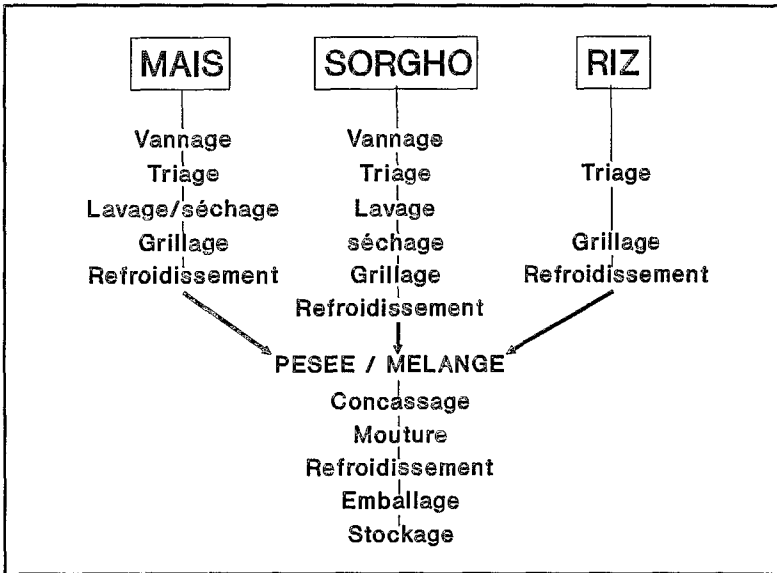 MAIS
Vannage
Triage
Lavage/séchage
Grillage
Refroidissement
SORGHO
Vannage
Triage
Lavage
séchage
Grillage
Refroidissement
RIZ
Triage
Grillage
Refroidissement
PESEE / MELANGE
Concassage
Mouture
Refroidissement
Emballage
Stockage